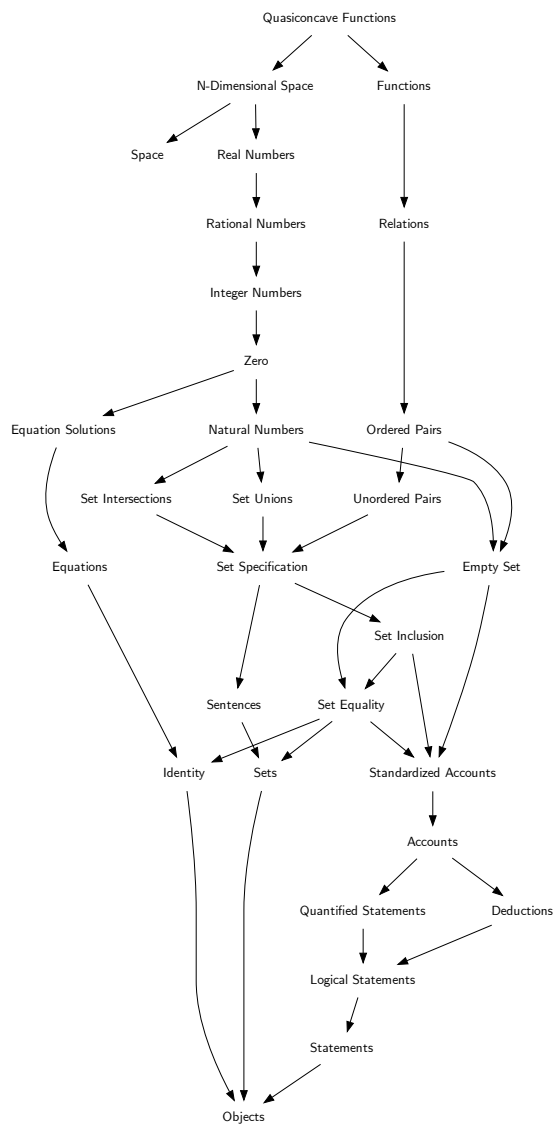 Quasiconcave Functions
N-Dimensional Space
Functions
Space
Real Numbers
Rational Numbers
Relations
Integer Numbers
Zero
Equation Solutions
Natural Numbers
Ordered Pairs
Set Intersections
Set Unions
Unordered Pairs
Equations
Set Specification
Empty Set
Set Inclusion
Sentences
Set Equality
Identity
Sets
Standardized Accounts
Accounts
Quantified Statements
Deductions
Logical Statements
Statements
Objects